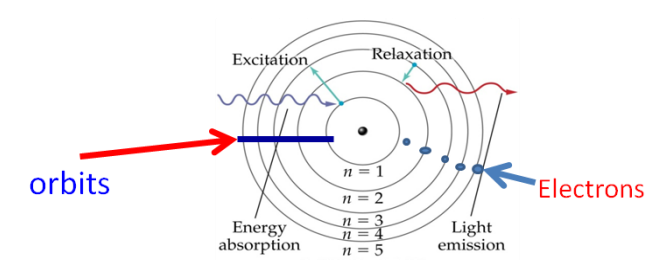 Excitation
Relaxation
orbits
Electrons
n = 1
n = 2
n = 3
n = 4
n = 5
Energy
absorption
Light
emission